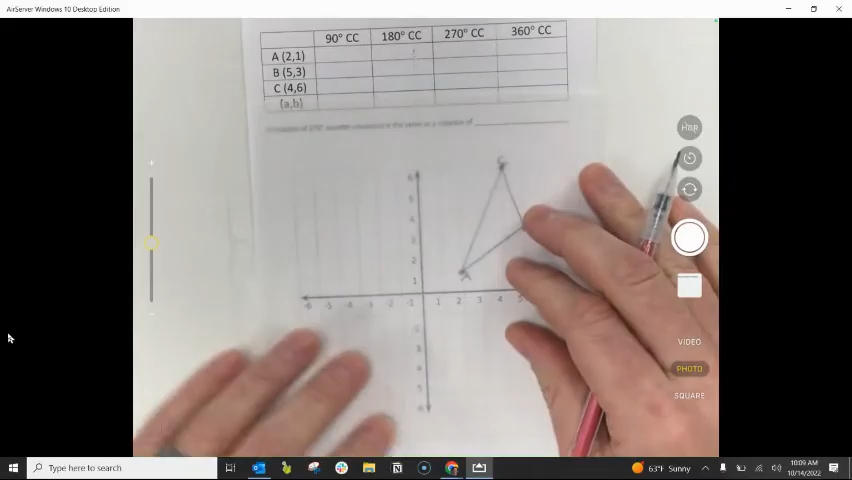 AirServer Windows 10 Desktop Edition
90° CC 180° CC 270° CC 360° CC
A (2,1)
B (5,3)
C (4,6)
(a,b)
HDR
C
6
5
4
3
2
1
A
-6 -5 -4 -3 -2 -1 1 2 3 4 5
VIDEO
PHOTO
SQUARE
Type here to search
63°F Sunny
10:09 AM
10/14/2022